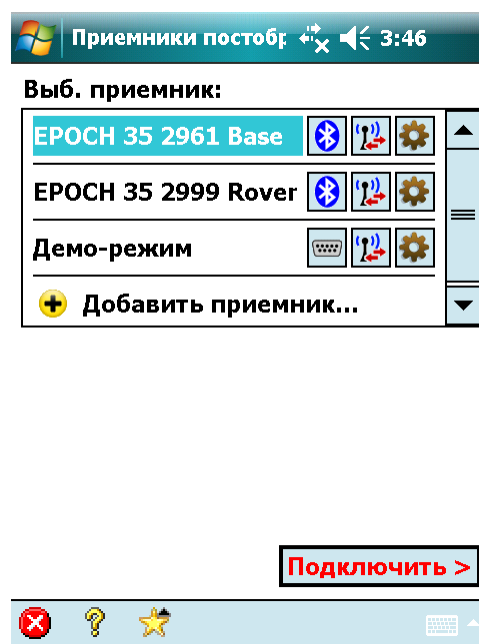 Приемники постобр 3:46
Выб. приемник:
EPOCH 35 2961 Base
EPOCH 35 2999 Rover
Демо-режим
Добавить приемник...
Подключить >